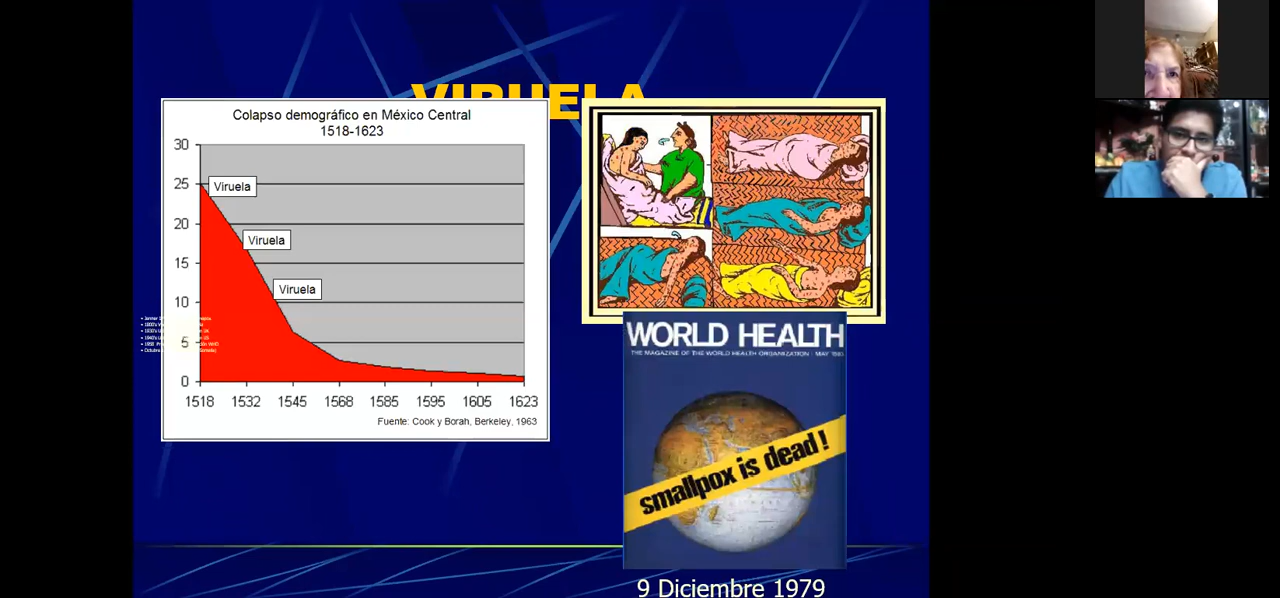 VIRUELA
Colapso demográfico en México Central
1518-1623
30
25
20
15
10
5
0
Viruela
Viruela
Viruela
1518 1532 1545 1568 1585 1595 1605 1623
Fuente: Cook y Borah, Berkeley, 1963
WORLD HEALTH
THE MAGAZINE OF THE WORLD HEALTH ORGANIZATION
smallpox is dead!
9 Diciembre 1979